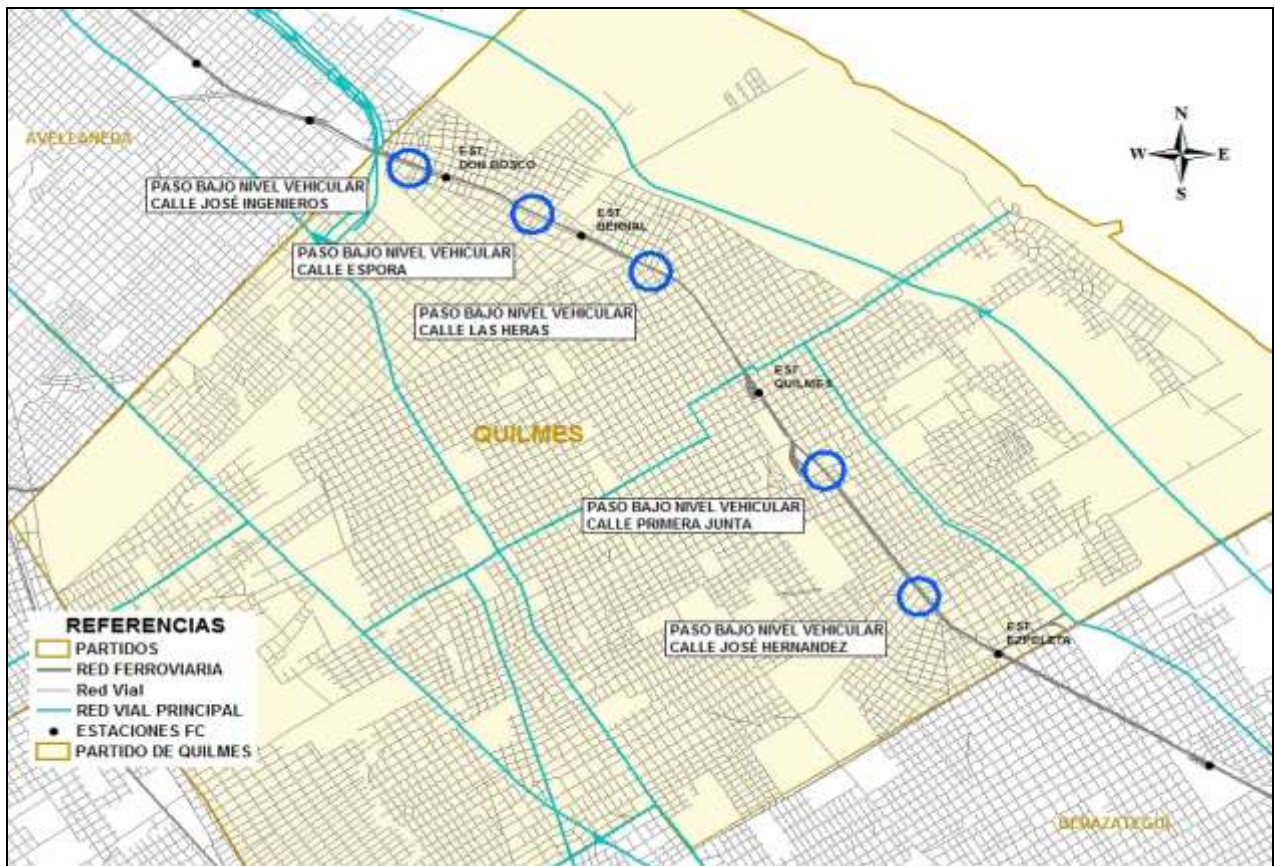 N
W
E
S
AVELLANEDA
EST.
DON BOSCO
PASO BAJO NIVEL VEHICULAR
CALLE JOSÉ INGENIEROS
EST.
BERNAL
PASO BAJO NIVEL VEHICULAR
CALLE ESPORA
PASO BAJO NIVEL VEHICULAR
CALLE LAS HERAS
EST.
QUILMES
QUILMES
PASO BAJO NIVEL VEHICULAR
CALLE PRIMERA JUNTA
PASO BAJO NIVEL VEHICULAR
CALLE JOSÉ HERNANDEZ
EST.
EZPELETA
REFERENCIAS
PARTIDOS
RED FERROVIARIA
Red Vial
RED VIAL PRINCIPAL
ESTACIONES FC
PARTIDO DE QUILMES
BERAZATEGUI